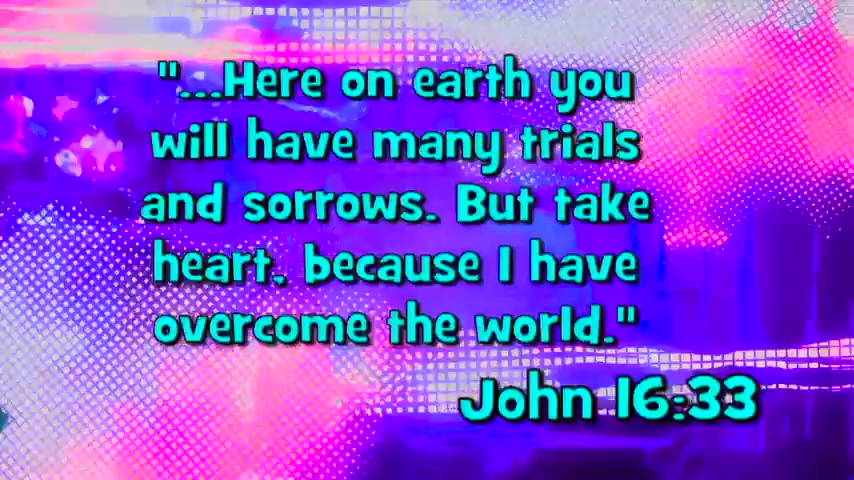 "...Here on earth you
will have many trials
and sorrows. But take
heart, because I have
overcome the world."
John 16:33